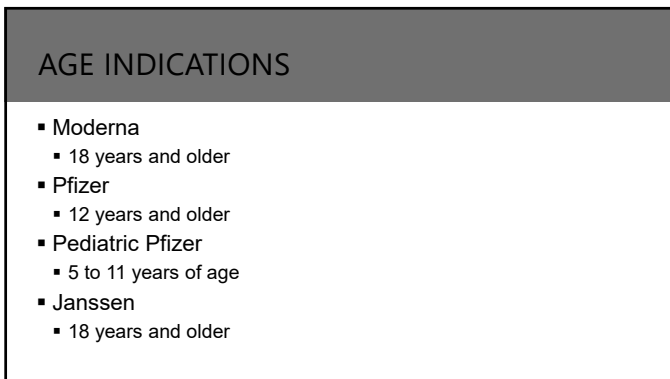 AGE INDICATIONS
▪ Moderna
▪ 18 years and older
▪ Pfizer
▪ 12 years and older
▪ Pediatric Pfizer
▪ 5 to 11 years of age
▪ Janssen
▪ 18 years and older